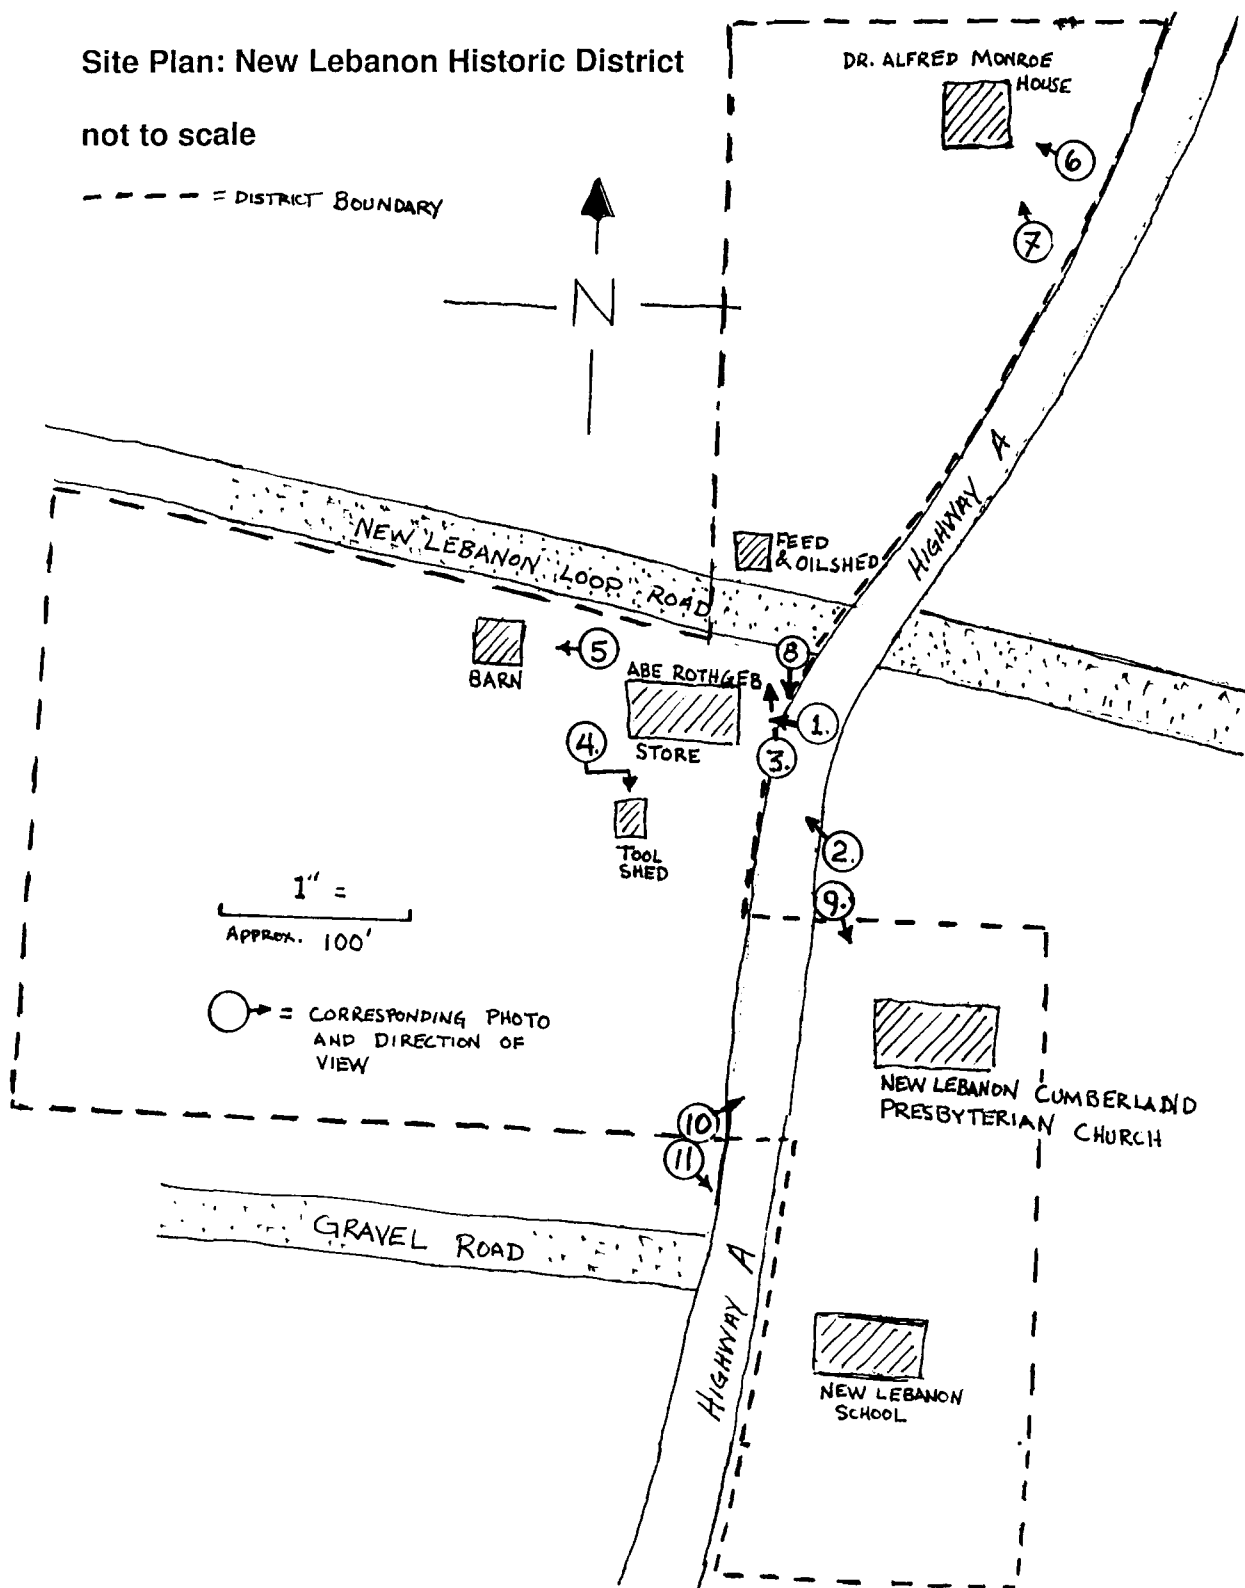 Site Plan: New Lebanon Historic District
not to scale
= DISTRICT BOUNDARY
DR. ALFRED MONROE
HOUSE
6
7
N
HIGHWAY A
NEW LEBANON LOOP ROAD
FEED
& OILSHED
8
5
BARN
ABE ROTHGEB
STORE
1.
3.
4.
TOOL
SHED
2.
9.
1" =
APPROX. 100'
= CORRESPONDING PHOTO
AND DIRECTION OF
VIEW
NEW LEBANON CUMBERLAND
PRESBYTERIAN CHURCH
10
11
GRAVEL ROAD
HIGHWAY A
NEW LEBANON
SCHOOL